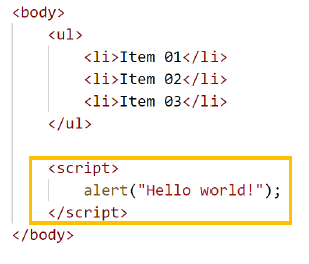 <body>
<ul>
<li>Item 01</li>
<li>Item 02</li>
<li>Item 03</li>
</ul>
<script>
alert("Hello world!");
</script>
</body>